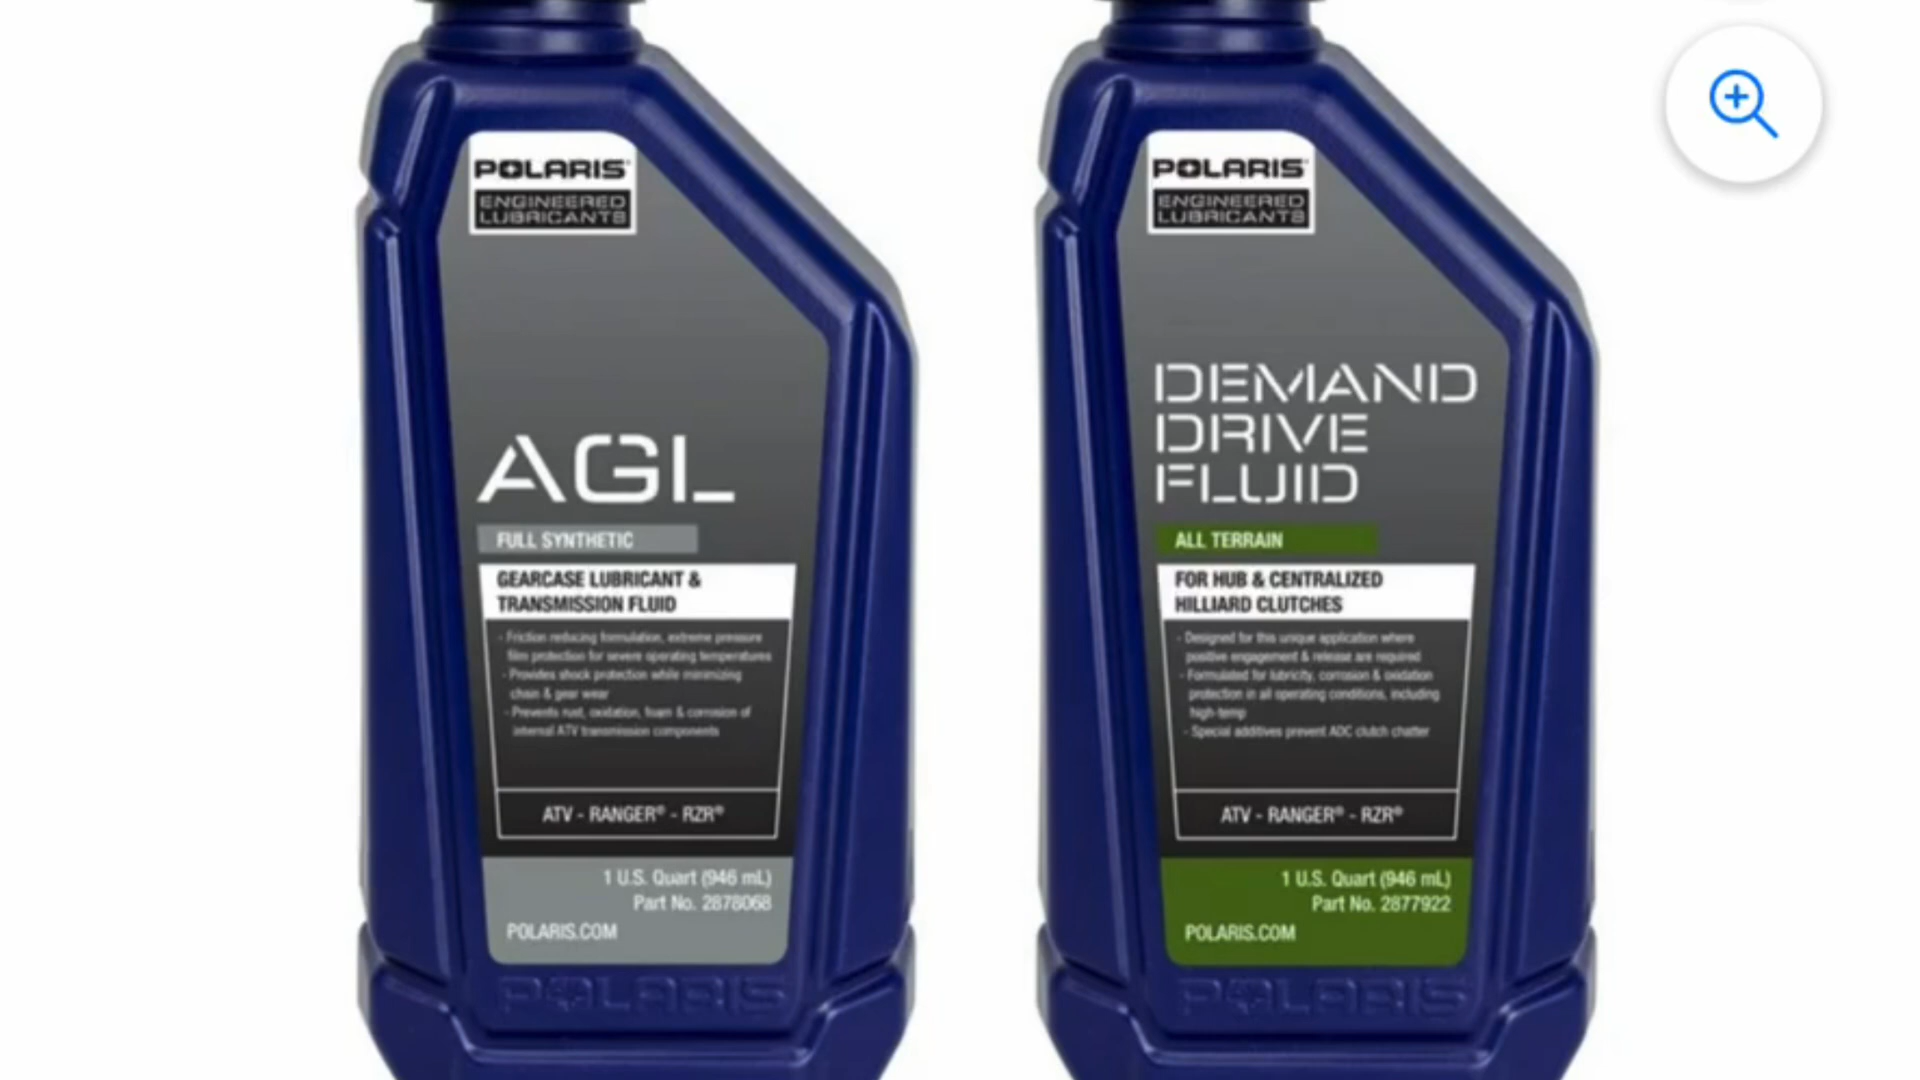 POLARIS
ENGINEERED
LUBRICANTS
AGL
FULL SYNTHETIC
GEARCASE LUBRICANT &
TRANSMISSION FLUID
- Friction reducing formulation, extreme pressure
film protection for severe operating temperatures
- Provides shock protection while minimizing
chain & gear wear
- Prevents rust, oxidation, foam & corrosion of
internal ATV transmission components
ATV - RANGER® - RZR®
1 U.S. Quart (946 mL)
Part No. 2878068
POLARIS.COM
POLARIS
POLARIS
ENGINEERED
LUBRICANTS
DEMAND
DRIVE
FLUID
ALL TERRAIN
FOR HUB & CENTRALIZED
HILLIARD CLUTCHES
- Designed for this unique application where
positive engagement & release are required
- Formulated for lubricity, corrosion & oxidation
protection in all operating conditions, including
high-temp
- Special additives prevent ADC clutch chatter
ATV - RANGER® - RZR®
1 U.S. Quart (946 mL)
Part No. 2877922
POLARIS.COM
POLARIS